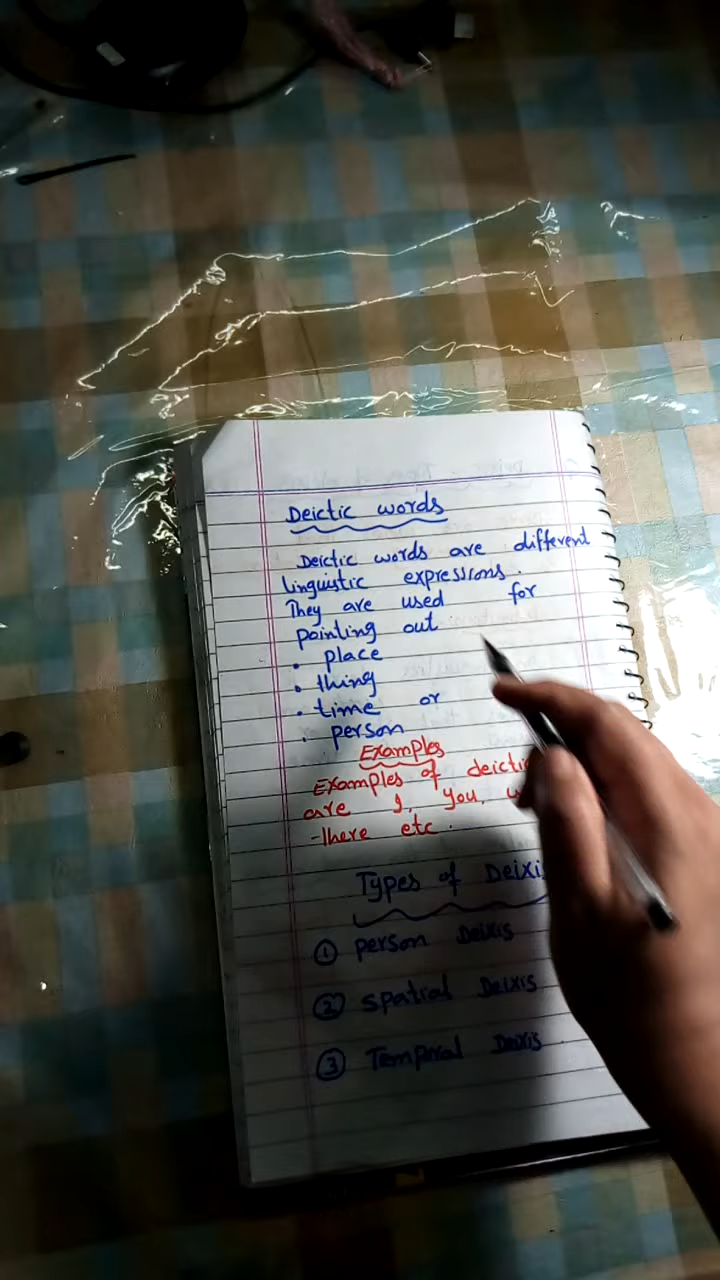 Deictic words
Deictic words are different
linguistic expressions.
They are used for
pointing out
• place
• thing
• time or
• person
Examples
Examples of deictic
are I, you,
there etc.
Types of Deixis
① person Deixis
② spatial Deixis
③ Temporal Deixis